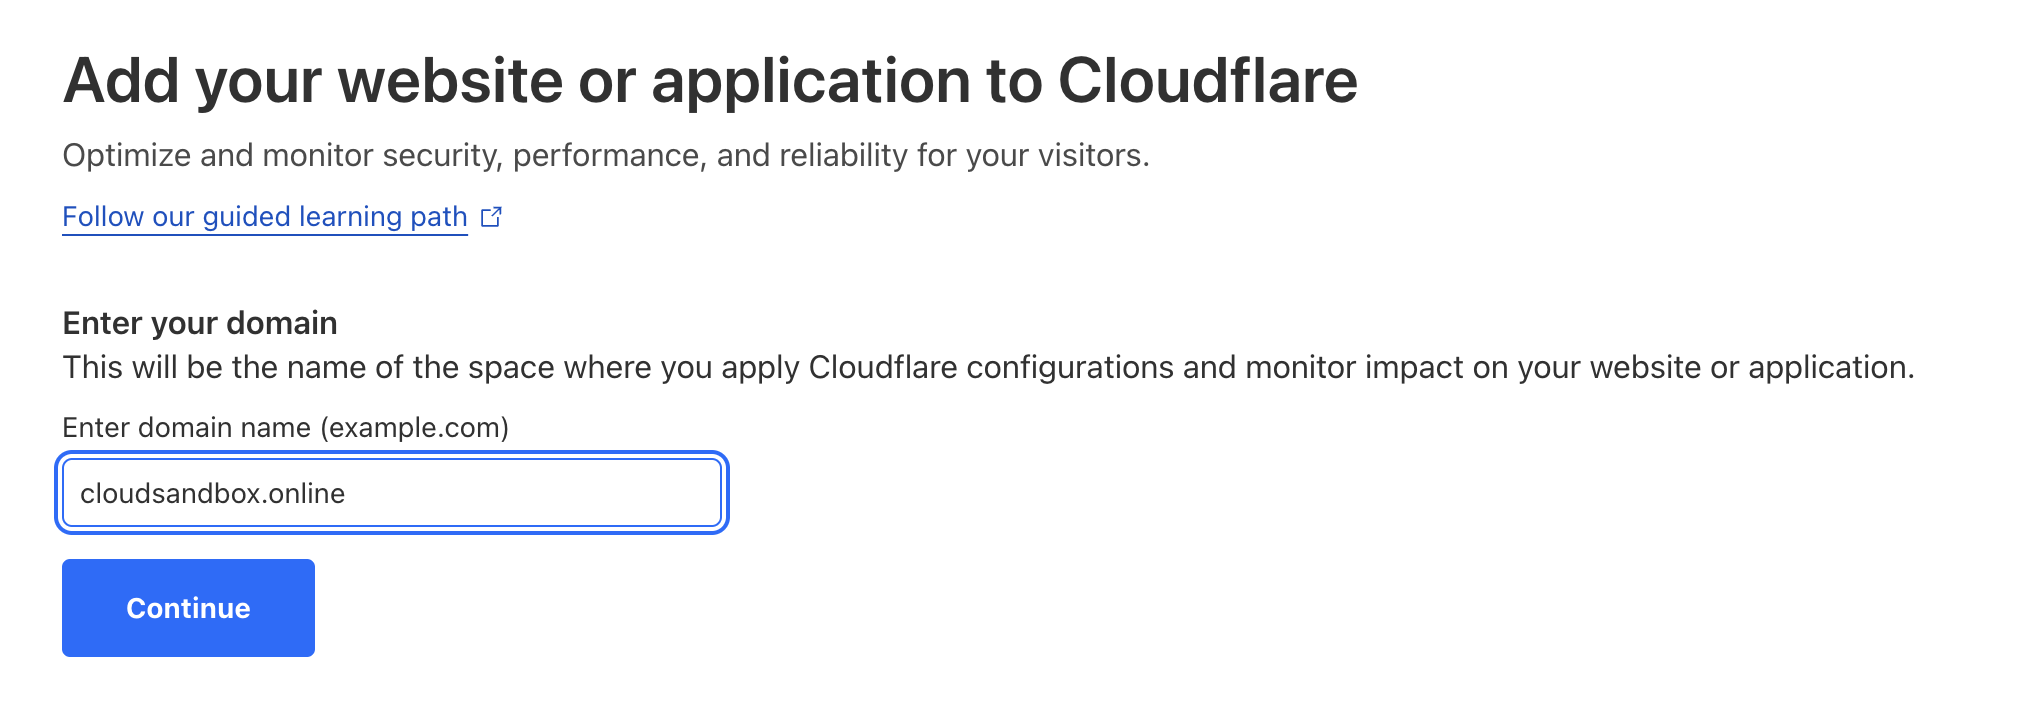 Add your website or application to Cloudflare
Optimize and monitor security, performance, and reliability for your visitors.
Follow our guided learning path
Enter your domain
This will be the name of the space where you apply Cloudflare configurations and monitor impact on your website or application.
Enter domain name (example.com)
cloudsandbox.online
Continue